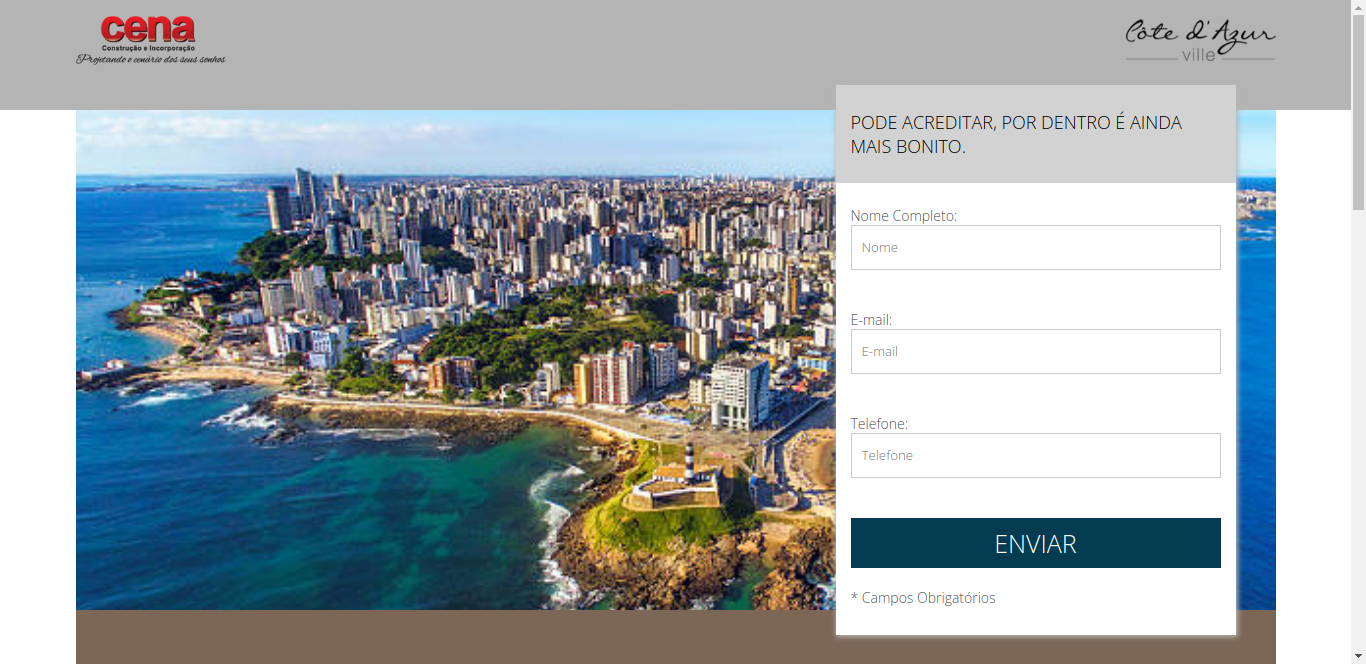 cena
Construção e Incorporação
Projetando o cenário dos seus sonhos
Côte d'Azur
ville
PODE ACREDITAR, POR DENTRO É AINDA
MAIS BONITO.
Nome Completo:
Nome
E-mail:
E-mail
Telefone:
Telefone
ENVIAR
* Campos Obrigatórios